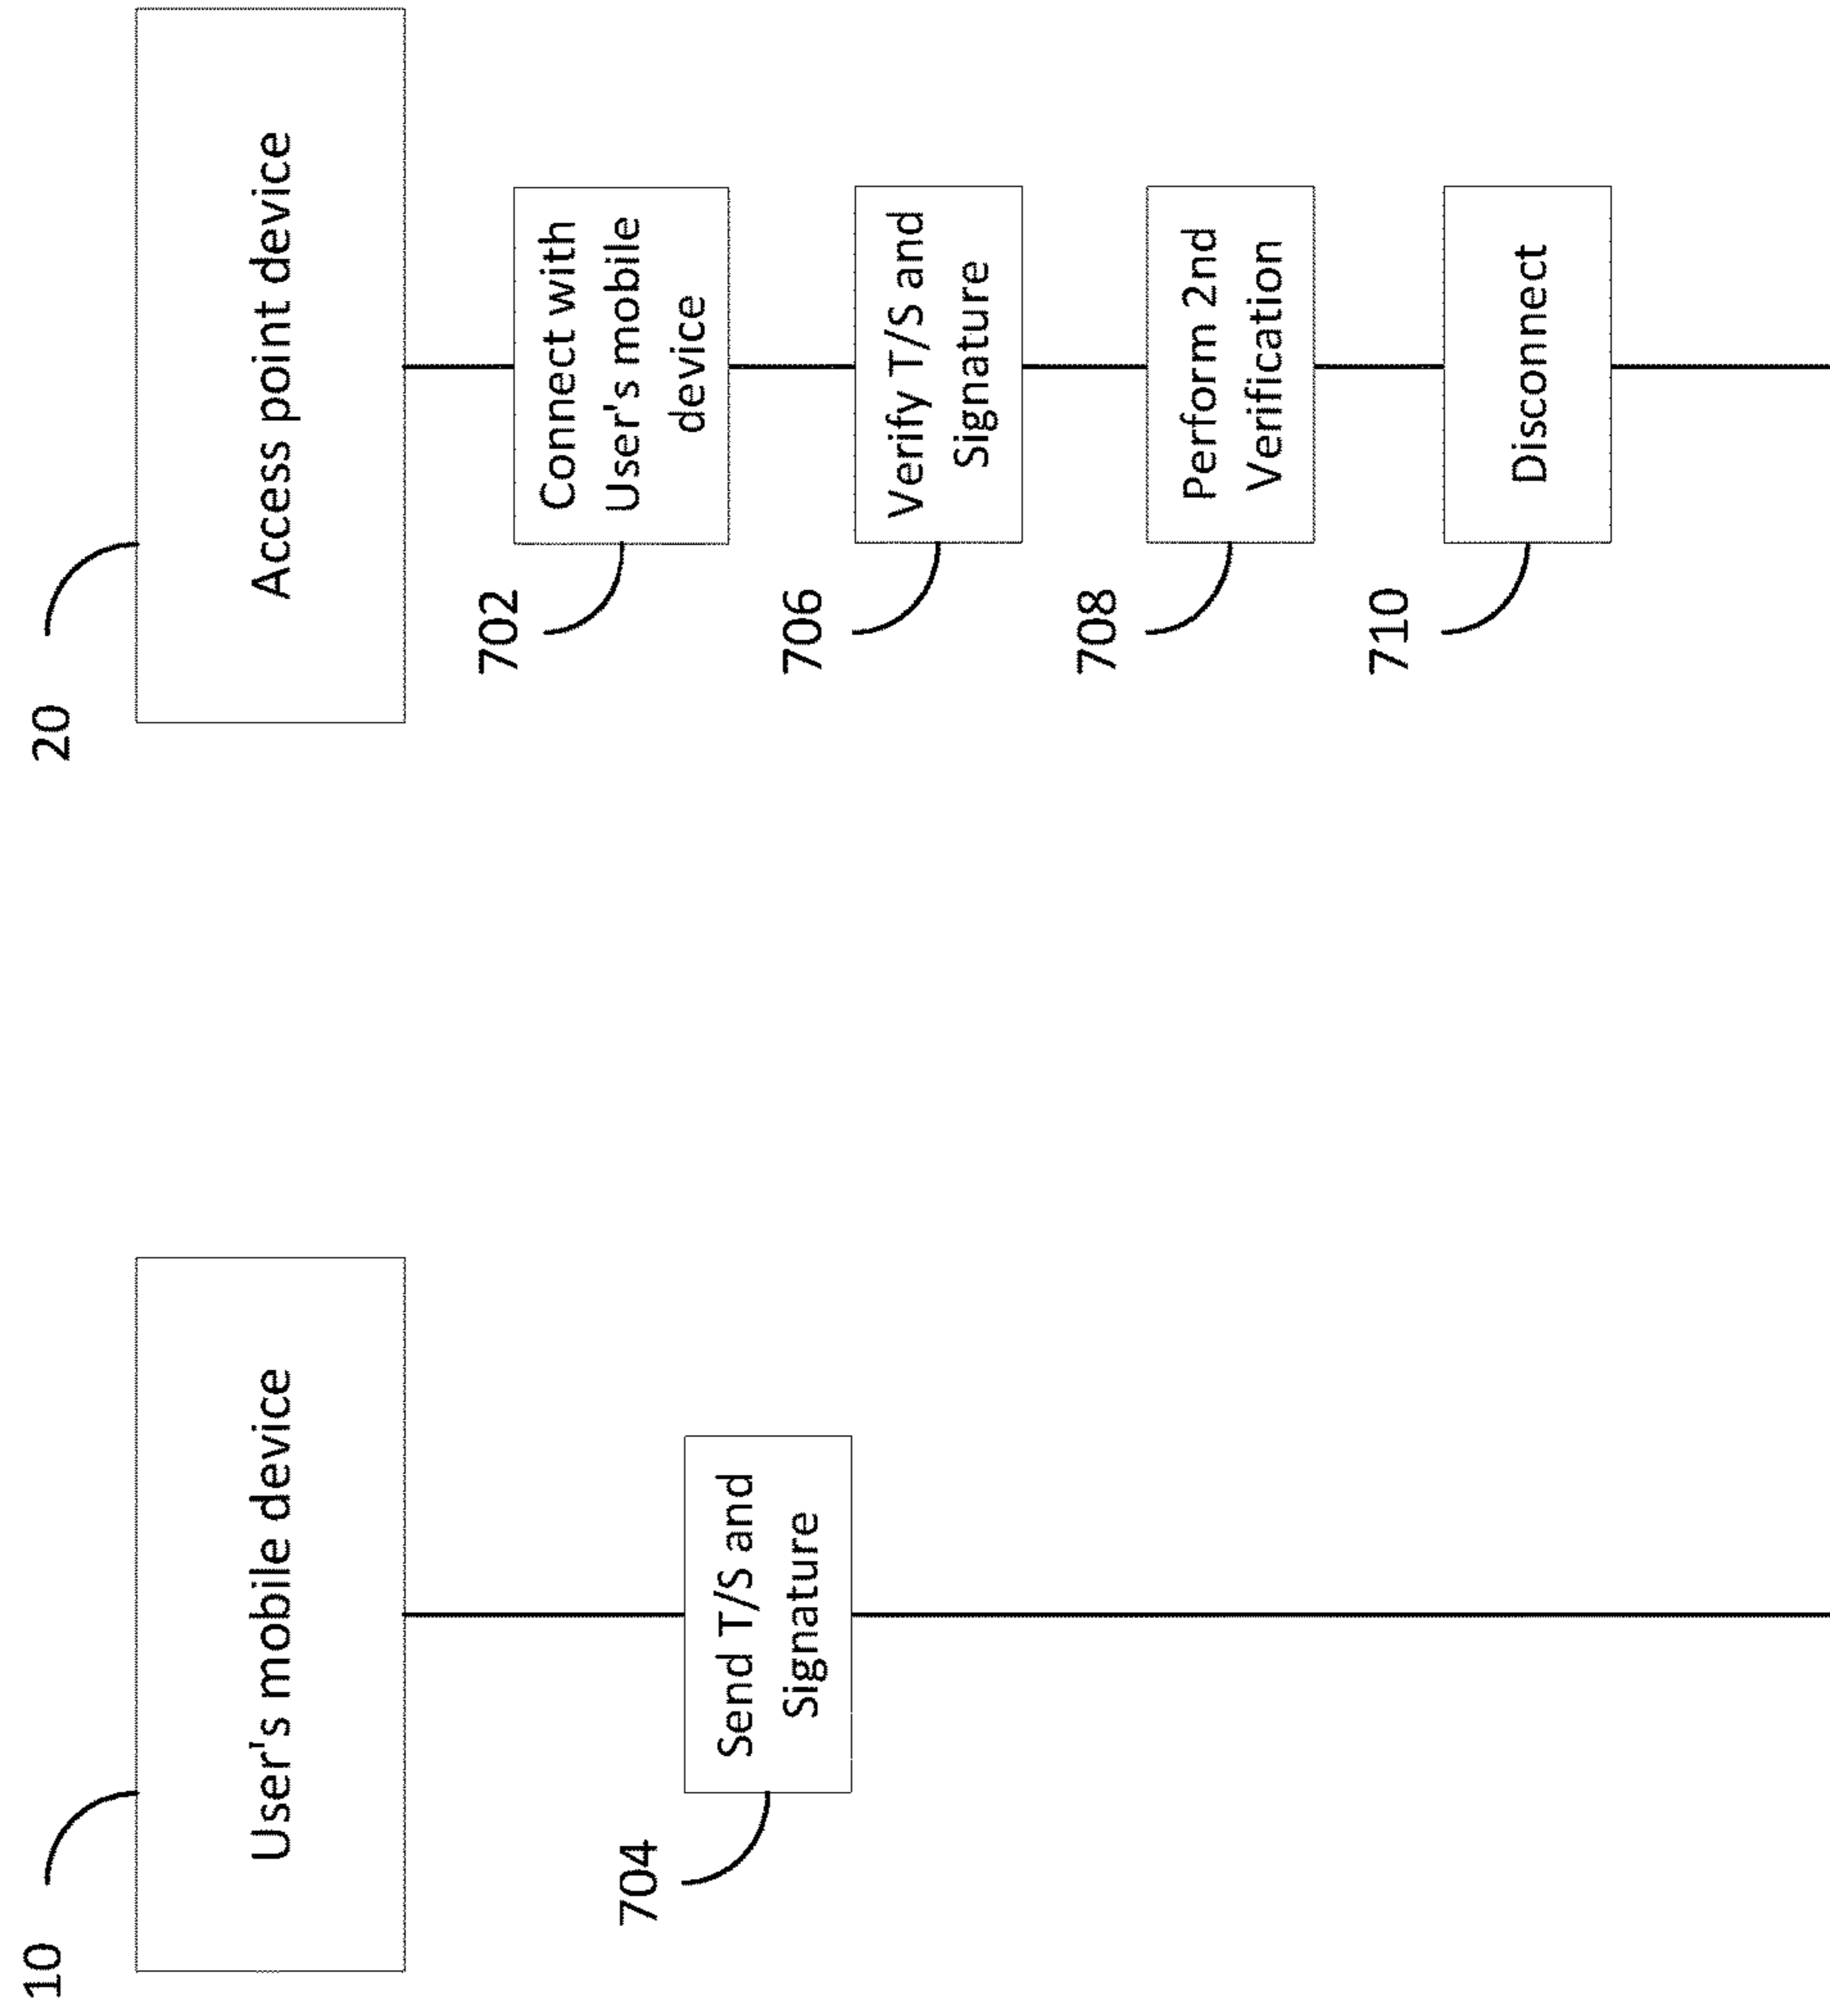 10
User's mobile device
20
Access point device
702
Connect with
User's mobile
device
704
Send T/S and
Signature
706
Verify T/S and
Signature
708
Perform 2nd
Verification
710
Disconnect